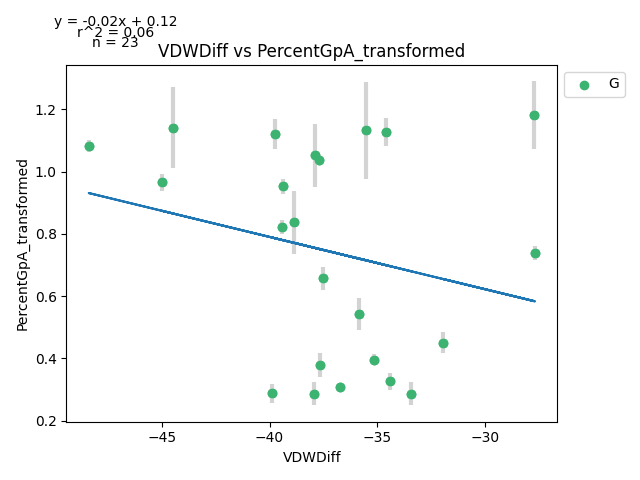 y = -0.02x + 0.12
r^2 = 0.06
n = 23
VDWDiff vs PercentGpA_transformed
G
PercentGpA_transformed
1.2
1.0
0.8
0.6
0.4
0.2
−45
−40
−35
−30
VDWDiff